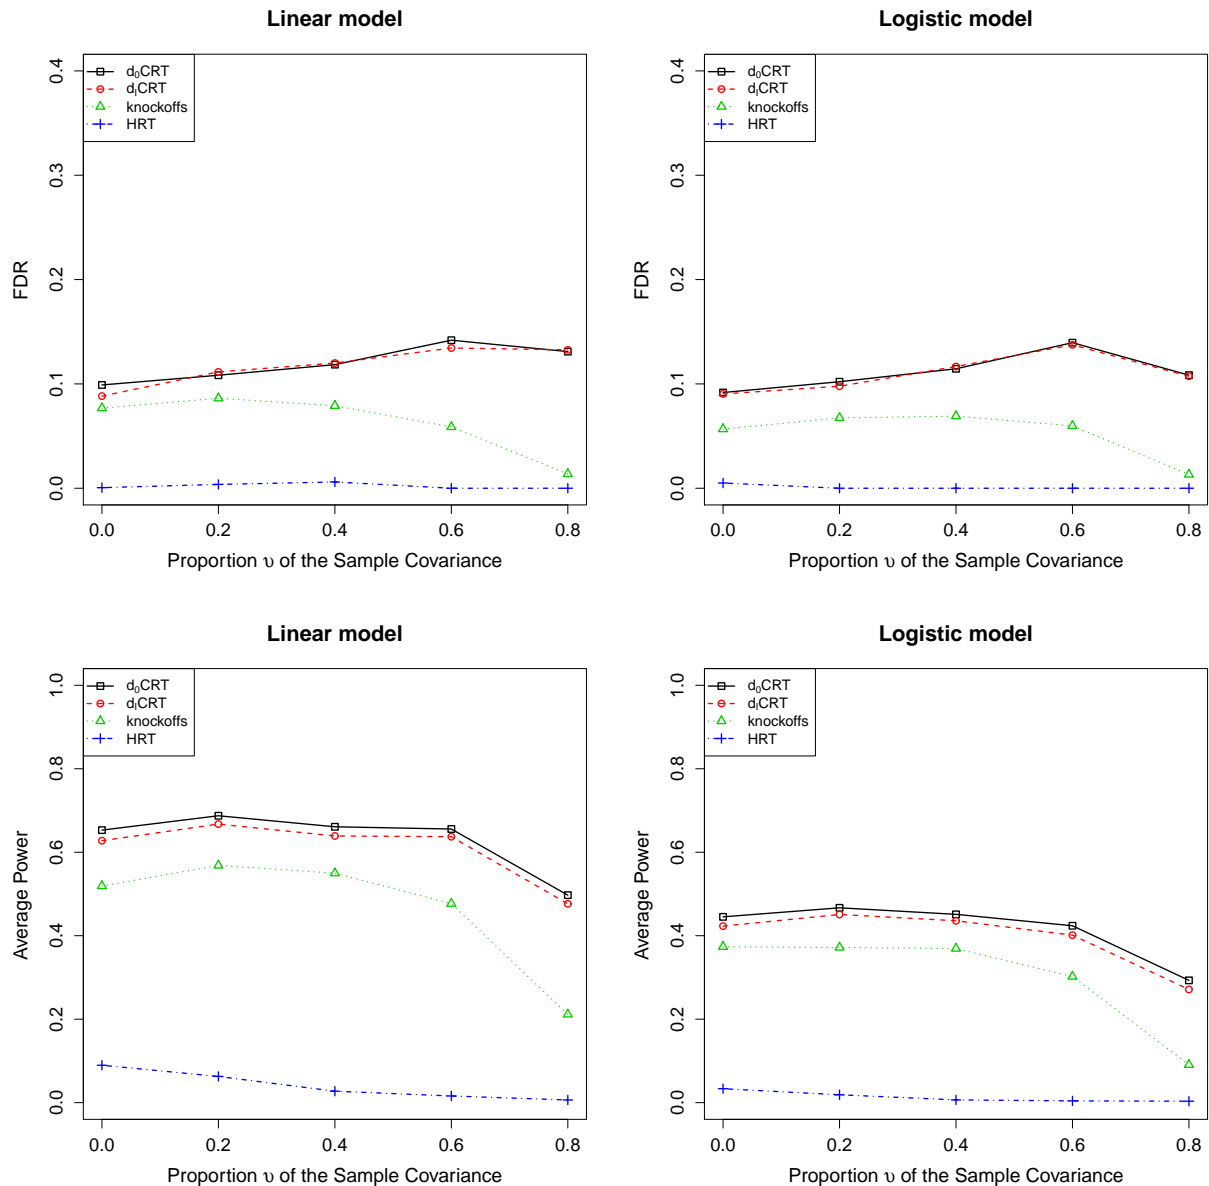 Linear model
FDR
0.0 0.1 0.2 0.3 0.4
d₀CRT
dₗCRT
knockoffs
HRT
0.0 0.2 0.4 0.6 0.8
Proportion υ of the Sample Covariance
Logistic model
FDR
0.0 0.1 0.2 0.3 0.4
d₀CRT
dₗCRT
knockoffs
HRT
0.0 0.2 0.4 0.6 0.8
Proportion υ of the Sample Covariance
Linear model
Average Power
0.0 0.2 0.4 0.6 0.8 1.0
d₀CRT
dₗCRT
knockoffs
HRT
0.0 0.2 0.4 0.6 0.8
Proportion υ of the Sample Covariance
Logistic model
Average Power
0.0 0.2 0.4 0.6 0.8 1.0
d₀CRT
dₗCRT
knockoffs
HRT
0.0 0.2 0.4 0.6 0.8
Proportion υ of the Sample Covariance